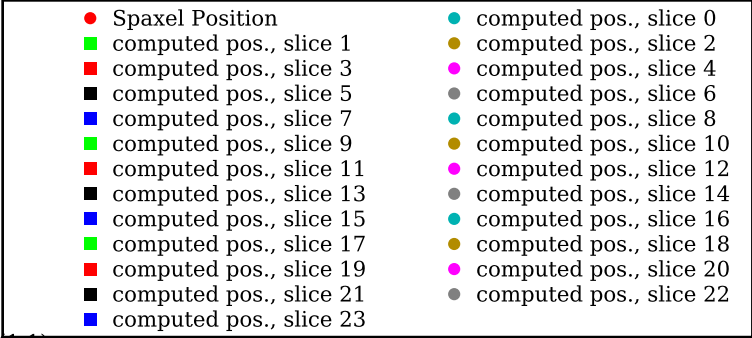 Spaxel Position
computed pos., slice 1
computed pos., slice 3
computed pos., slice 5
computed pos., slice 7
computed pos., slice 9
computed pos., slice 11
computed pos., slice 13
computed pos., slice 15
computed pos., slice 17
computed pos., slice 19
computed pos., slice 21
computed pos., slice 23
computed pos., slice 0
computed pos., slice 2
computed pos., slice 4
computed pos., slice 6
computed pos., slice 8
computed pos., slice 10
computed pos., slice 12
computed pos., slice 14
computed pos., slice 16
computed pos., slice 18
computed pos., slice 20
computed pos., slice 22